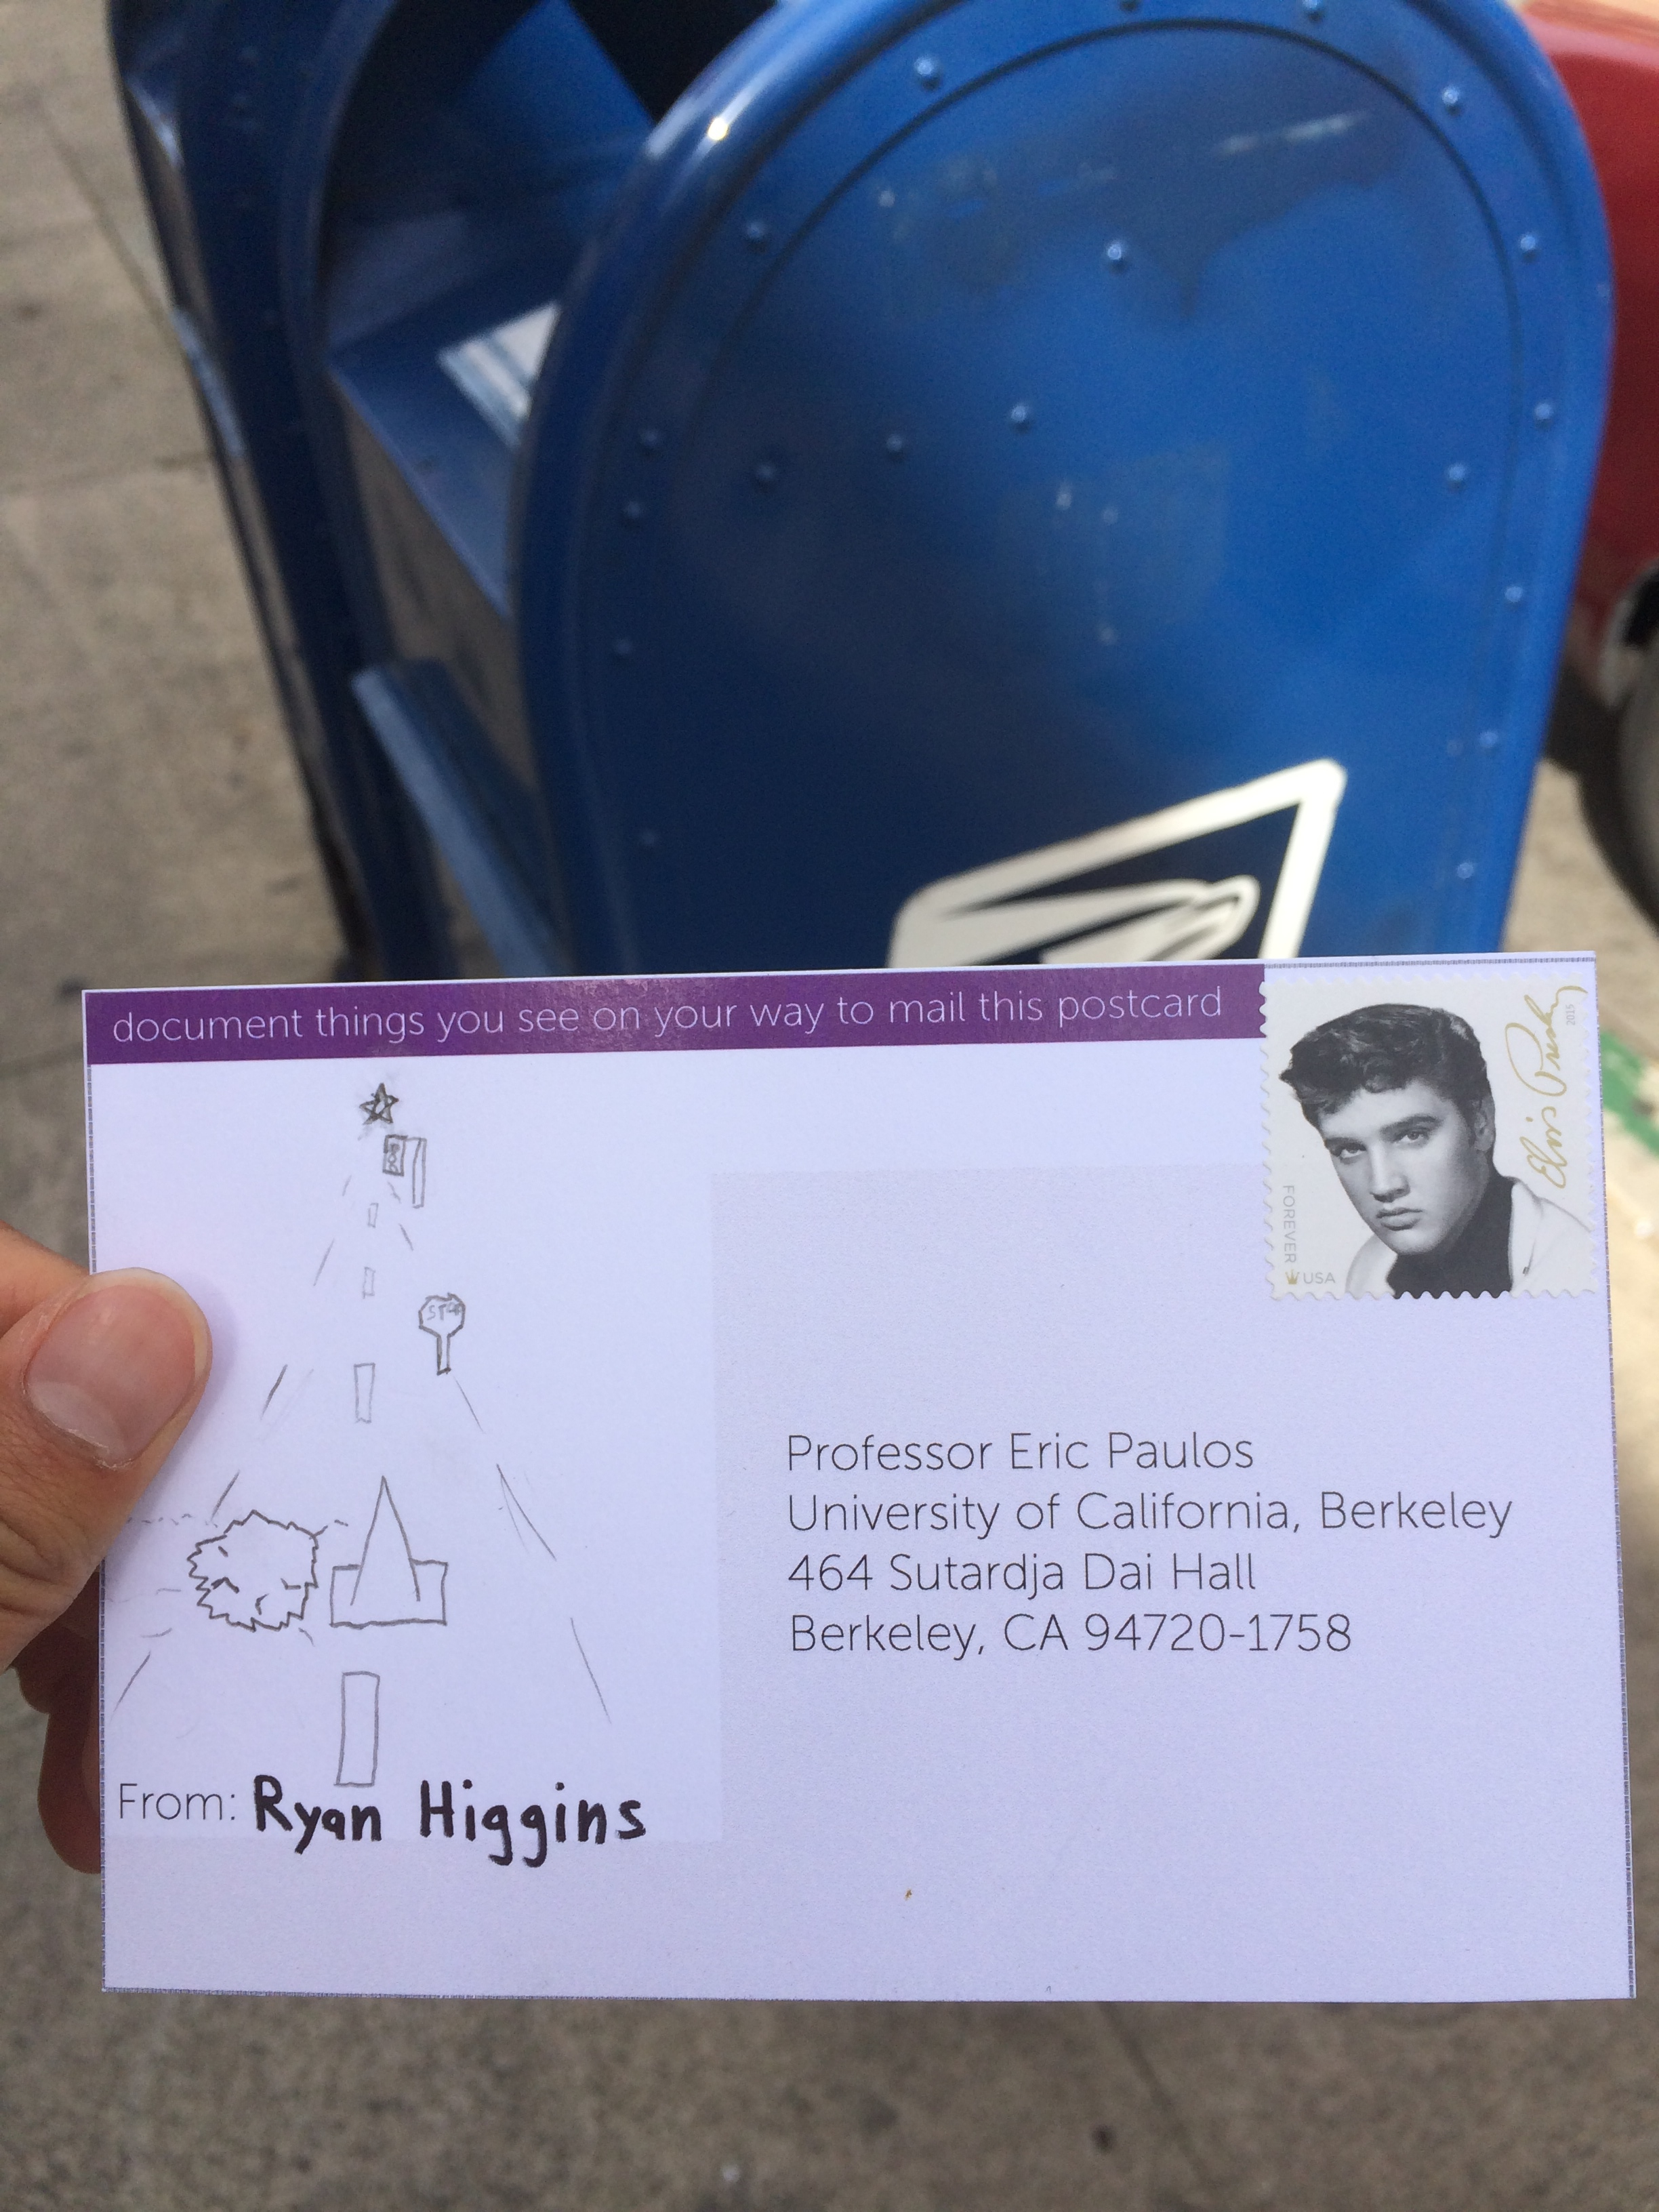 document things you see on your way to mail this postcard
Elvis Presley
2015
FOREVER USA
STOP
Professor Eric Paulos
University of California, Berkeley
464 Sutardja Dai Hall
Berkeley, CA 94720-1758
From: Ryan Higgins